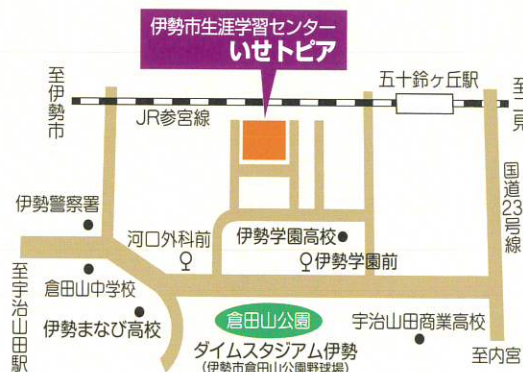 伊勢市生涯学習センター
いせトピア
至伊勢市
JR参宮線
五十鈴ヶ丘駅
至二見
国道23号線
伊勢警察署
河口外科前
伊勢学園高校
伊勢学園前
至宇治山田駅
倉田山中学校
伊勢まなび高校
倉田山公園
ダイムスタジアム伊勢
(伊勢市倉田山公園野球場)
宇治山田商業高校
至内宮